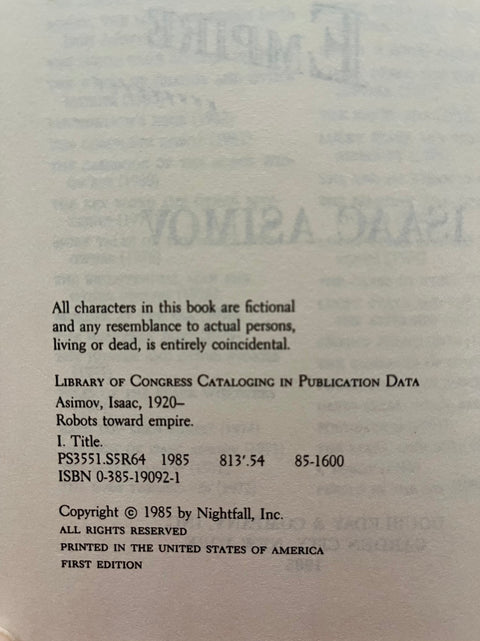 All characters in this book are fictional
and any resemblance to actual persons,
living or dead, is entirely coincidental.
LIBRARY OF CONGRESS CATALOGING IN PUBLICATION DATA
Asimov, Isaac, 1920–
Robots toward empire.
I. Title.
PS3551.S5R64 1985 813'.54 85-1600
ISBN 0-385-19092-1
Copyright © 1985 by Nightfall, Inc.
ALL RIGHTS RESERVED
PRINTED IN THE UNITED STATES OF AMERICA
FIRST EDITION